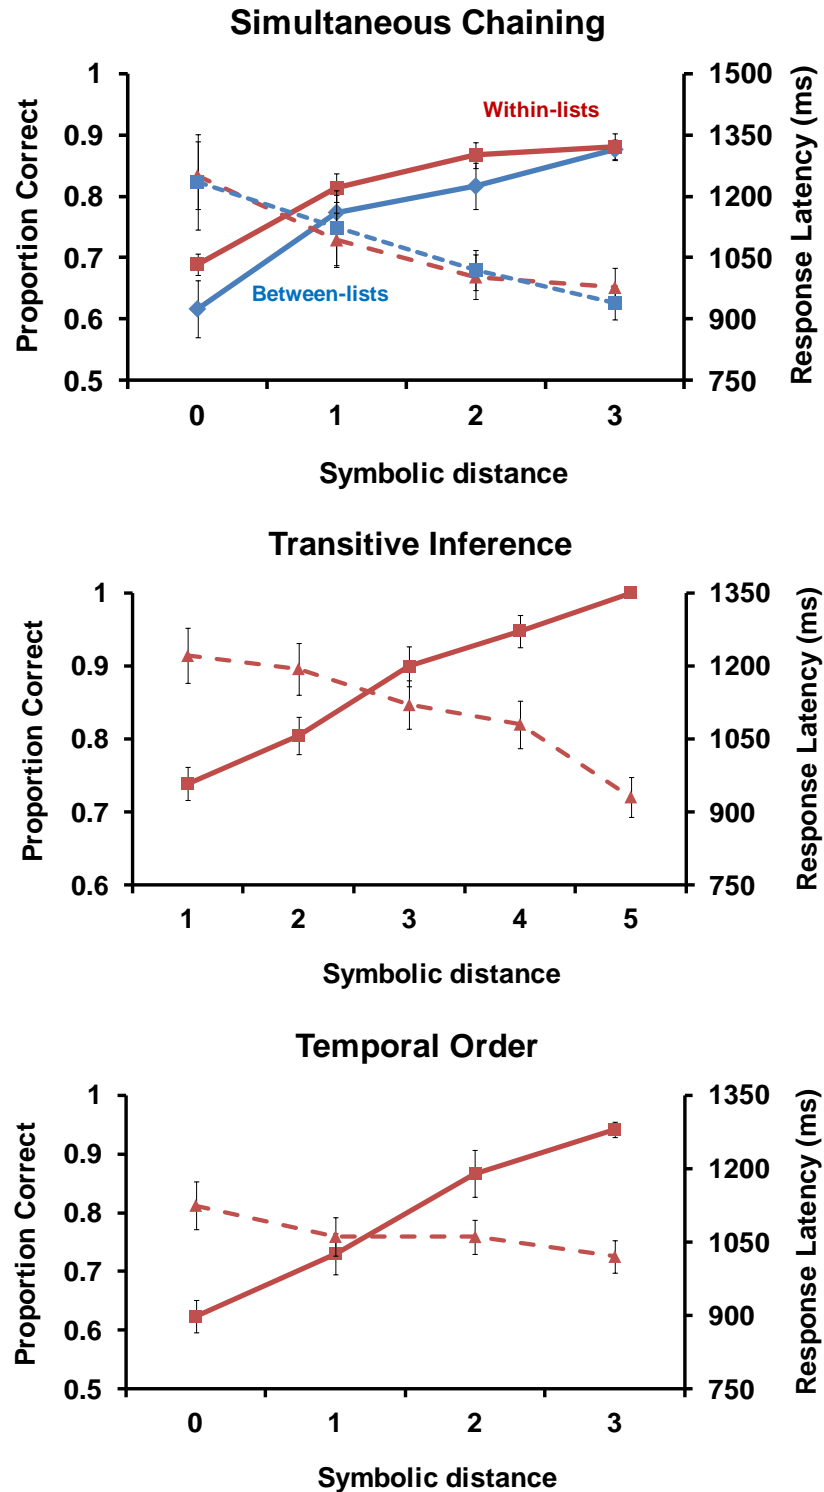 Simultaneous Chaining
Proportion Correct
1
0.9
0.8
0.7
0.6
0.5
Within-lists
Between-lists
1500
1350
1200
1050
900
750
Response Latency (ms)
0 1 2 3
Symbolic distance
Transitive Inference
Proportion Correct
1
0.9
0.8
0.7
0.6
1350
1200
1050
900
750
Response Latency (ms)
1 2 3 4 5
Symbolic distance
Temporal Order
Proportion Correct
1
0.9
0.8
0.7
0.6
0.5
1350
1200
1050
900
750
Response Latency (ms)
0 1 2 3
Symbolic distance